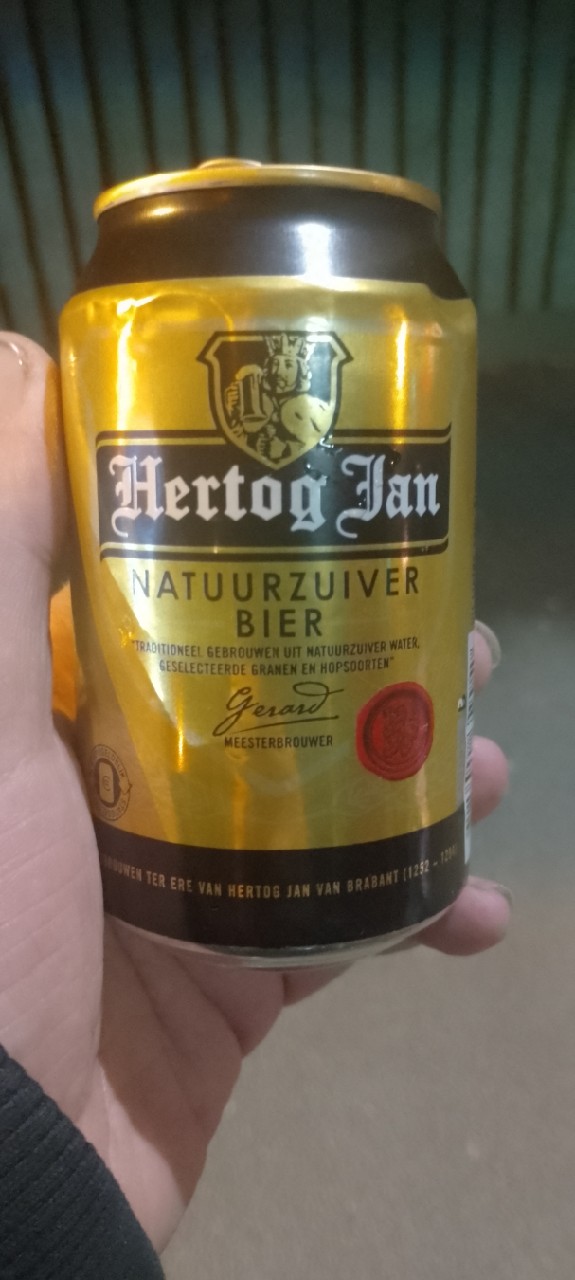 Hertog Jan
NATUURZUIVER
BIER
"TRADITIONEEL GEBROUWEN UIT NATUURZUIVER WATER,
GESELECTEERDE GRANEN EN HOPSOORTEN"
Gerard
MEESTERBROUWER
TER ERE VAN HERTOG JAN VAN BRABANT (1252 -